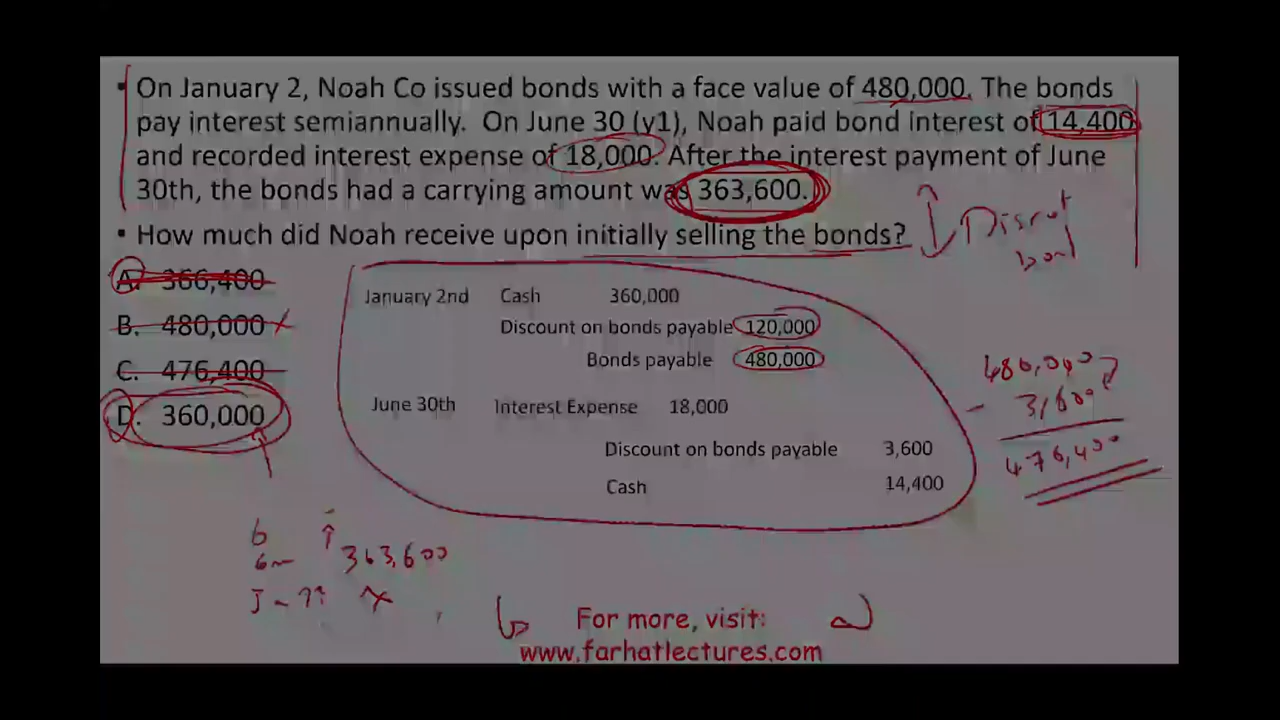 • On January 2, Noah Co issued bonds with a face value of 480,000. The bonds
pay interest semiannually. On June 30 (y1), Noah paid bond interest of 14,400
and recorded interest expense of 18,000. After the interest payment of June
30th, the bonds had a carrying amount was 363,600.
• How much did Noah receive upon initially selling the bonds?
Disrut
bond
A. 366,400
B. 480,000
C. 476,400
D. 360,000
January 2nd Cash 360,000
Discount on bonds payable 120,000
Bonds payable 480,000
June 30th Interest Expense 18,000
Discount on bonds payable 3,600
Cash 14,400
480,000
- 3,600
476,400
6
6m 363,600
J - ?? X
For more, visit:
www.farhatlectures.com